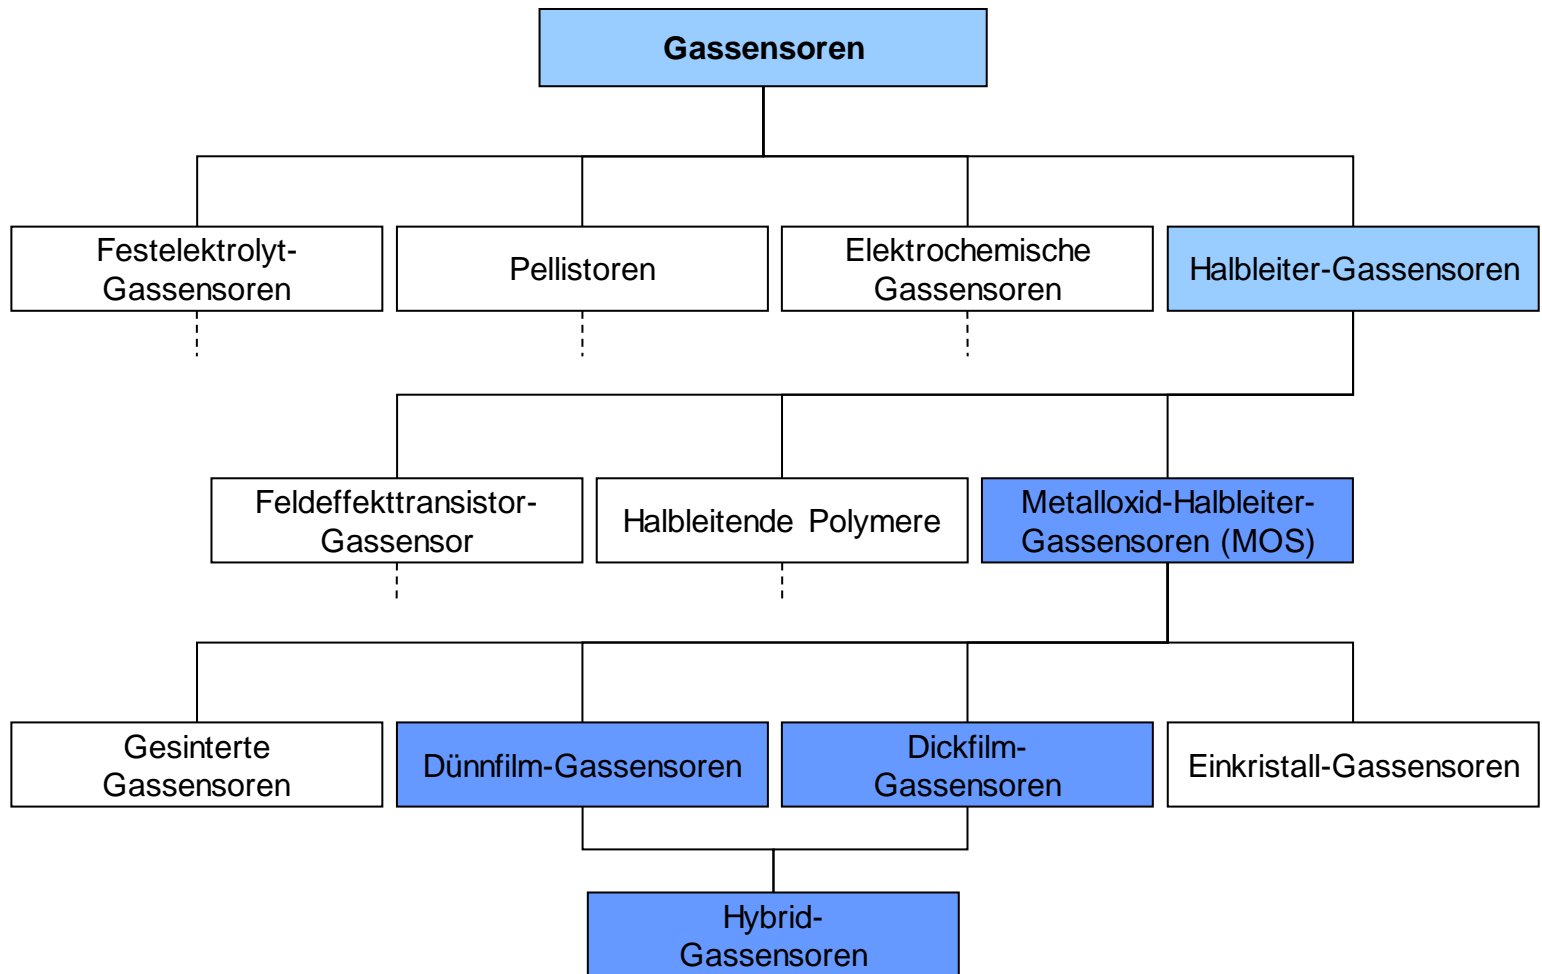 Gassensoren
Festelektrolyt-
Gassensoren
Pellistoren
Elektrochemische
Gassensoren
Halbleiter-Gassensoren
Feldeffekttransistor-
Gassensor
Halbleitende Polymere
Metalloxid-Halbleiter-
Gassensoren (MOS)
Gesinterte
Gassensoren
Dünnfilm-Gassensoren
Dickfilm-
Gassensoren
Einkristall-Gassensoren
Hybrid-
Gassensoren